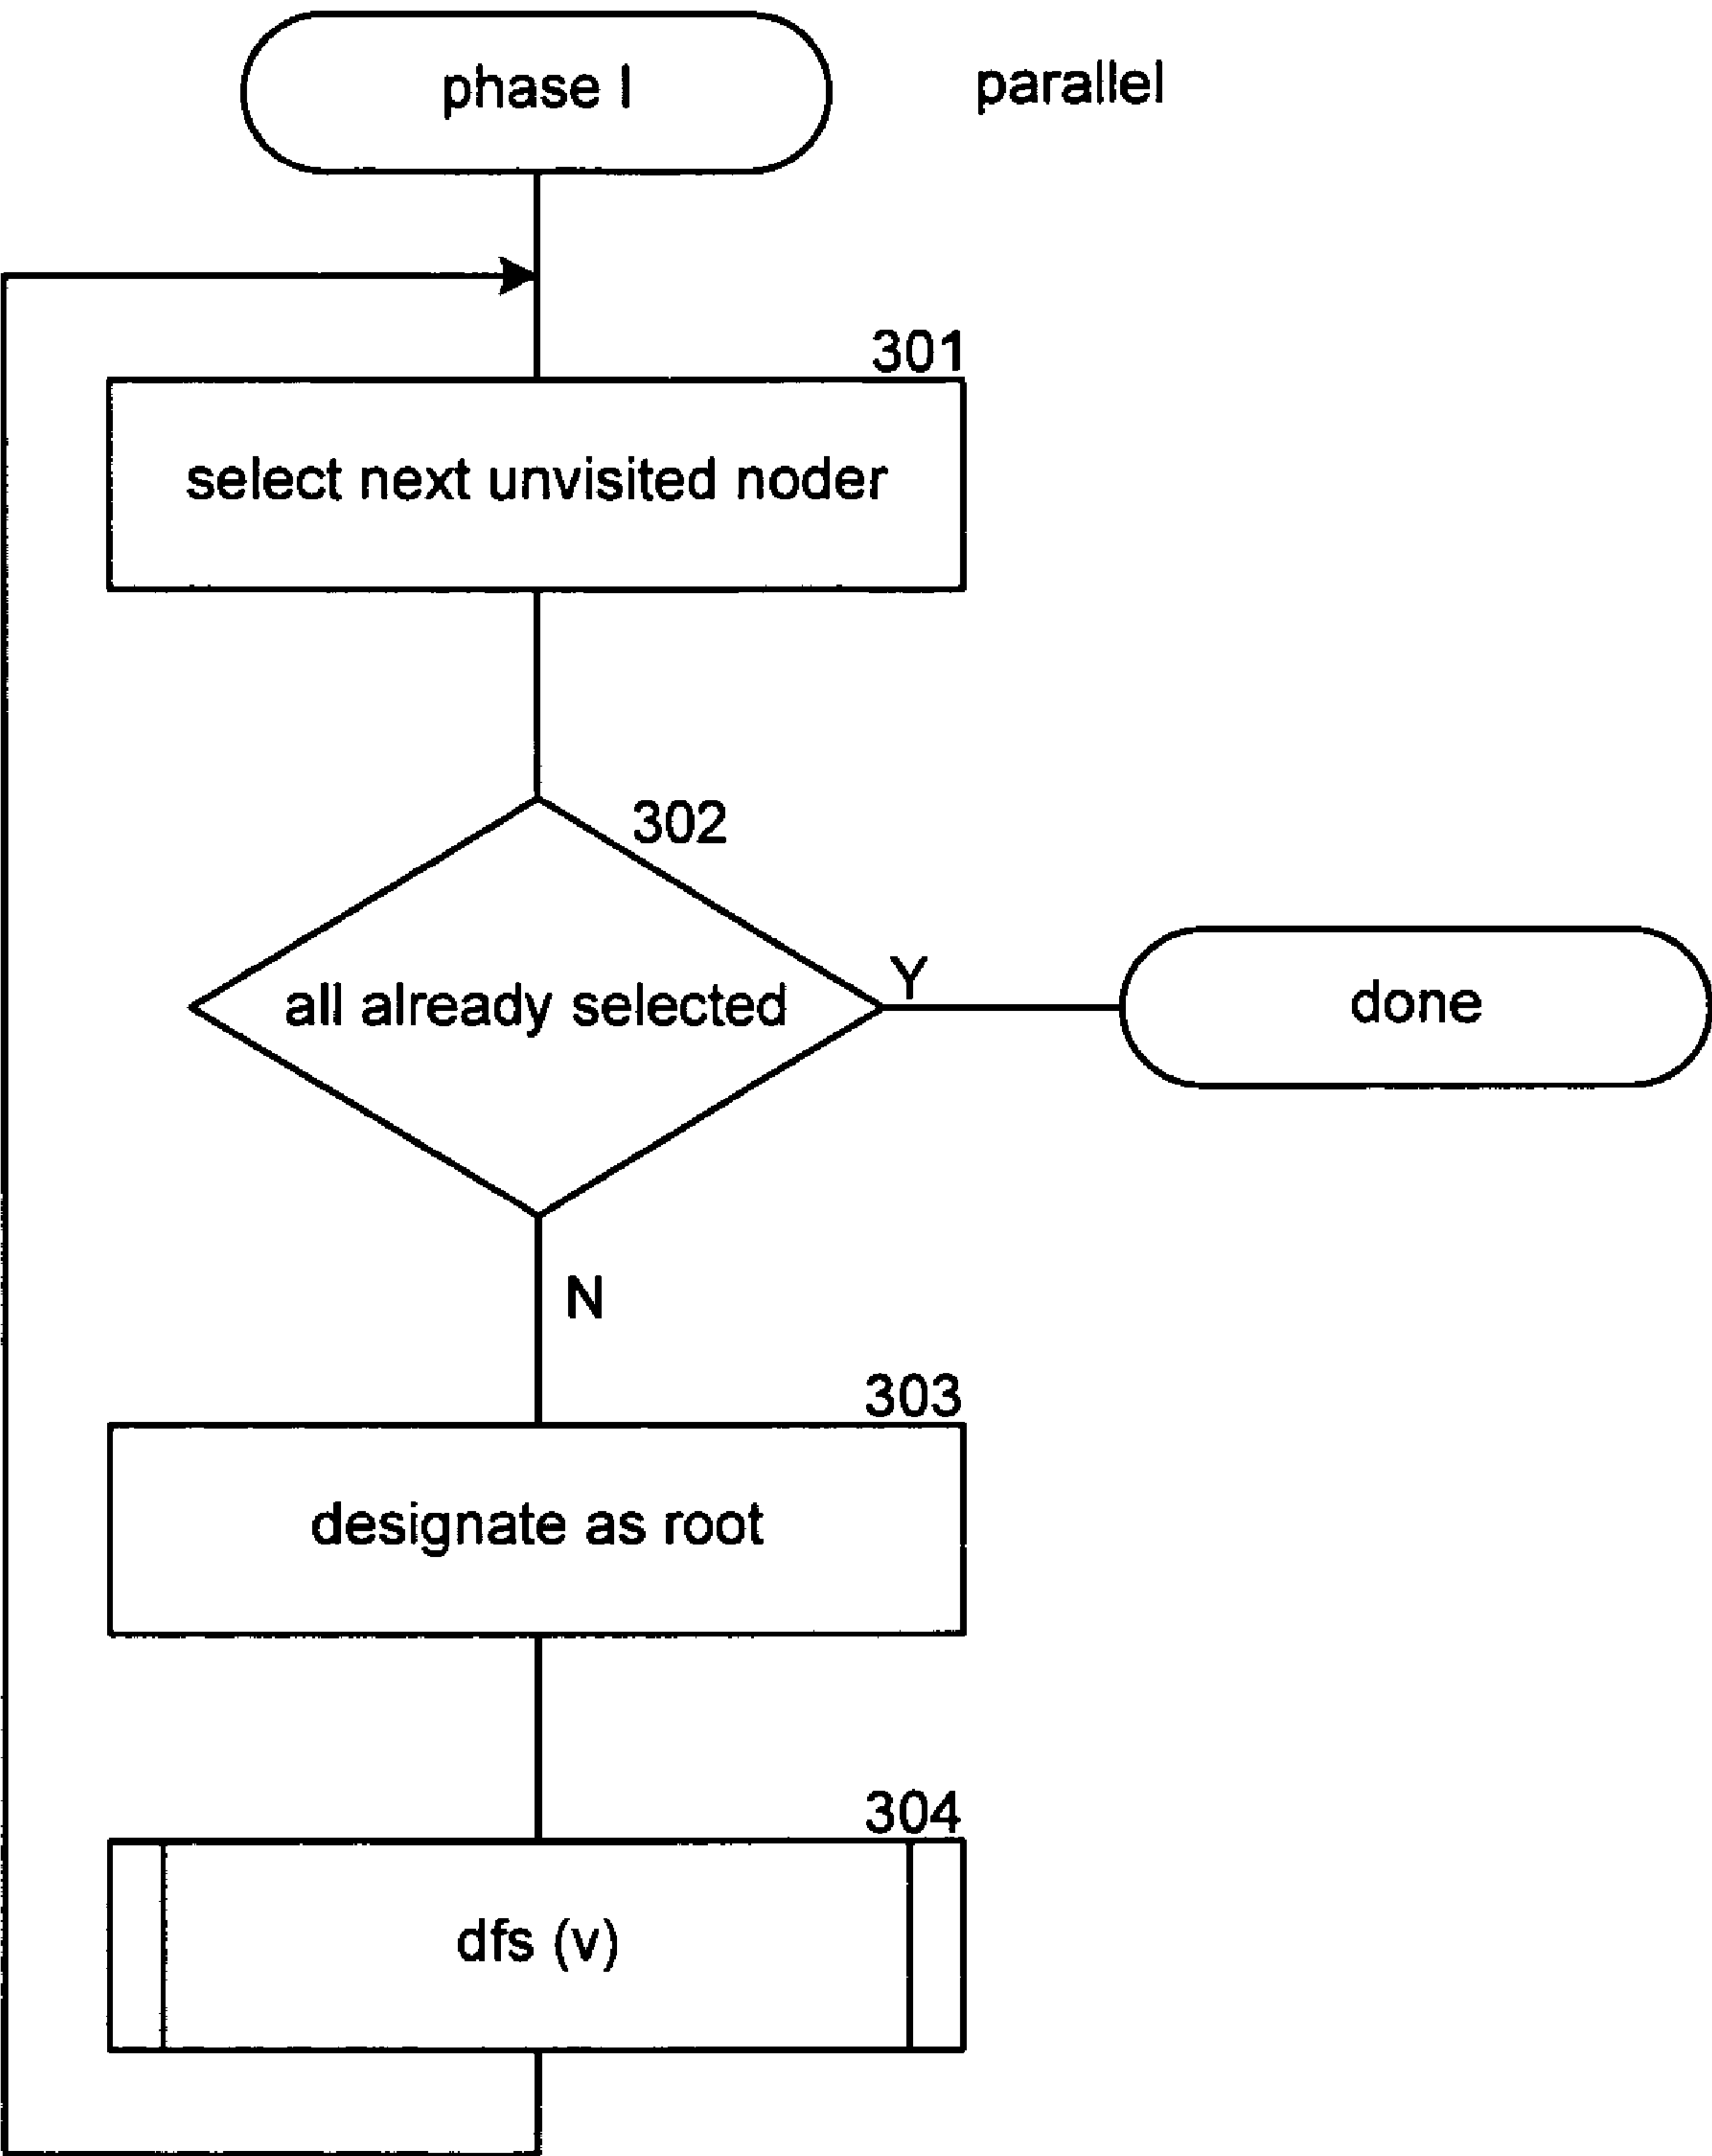 phase I
parallel
301
select next unvisited noder
302
all already selected
Y
done
N
303
designate as root
304
dfs (v)